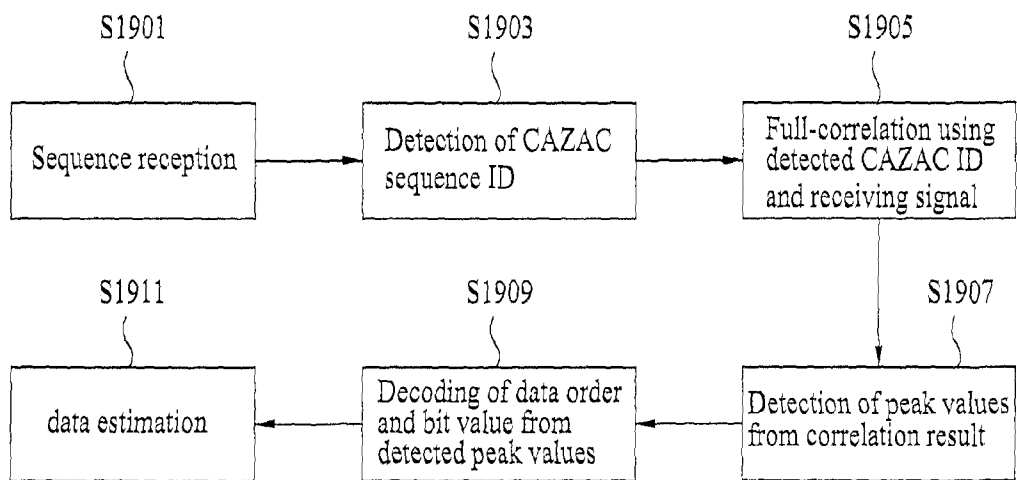 S1901
S1903
S1905
Sequence reception
Detection of CAZAC
sequence ID
Full-correlation using
detected CAZAC ID
and receiving signal
S1911
S1909
S1907
data estimation
Decoding of data order
and bit value from
detected peak values
Detection of peak values
from correlation result